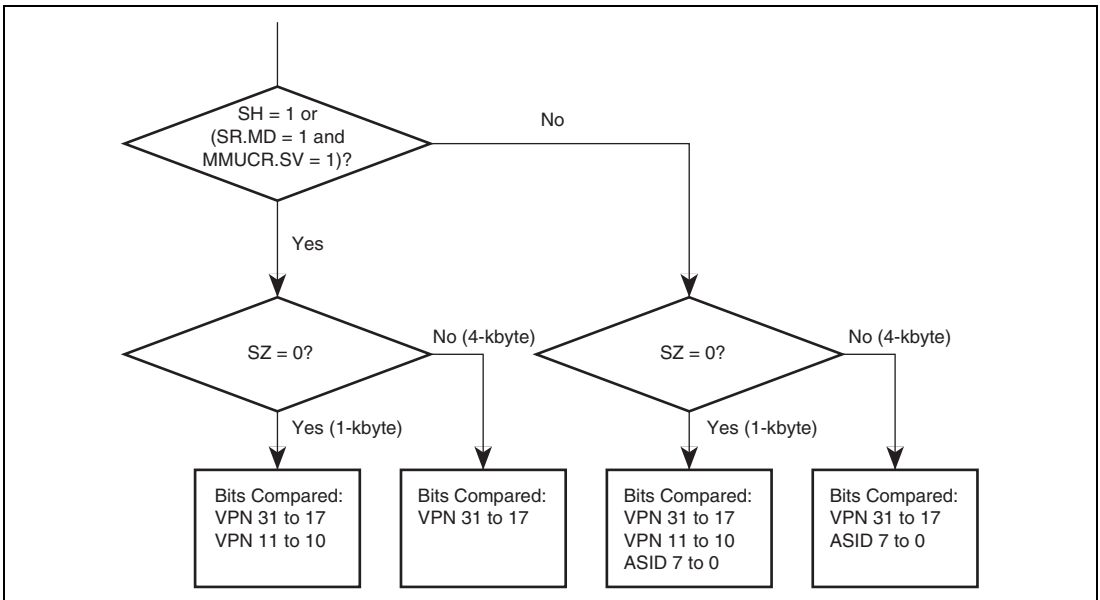 SH = 1 or
(SR.MD = 1 and
MMUCR.SV = 1)?
No
Yes
SZ = 0?
No (4-kbyte)
SZ = 0?
No (4-kbyte)
Yes (1-kbyte)
Yes (1-kbyte)
Bits Compared:
VPN 31 to 17
VPN 11 to 10
Bits Compared:
VPN 31 to 17
Bits Compared:
VPN 31 to 17
VPN 11 to 10
ASID 7 to 0
Bits Compared:
VPN 31 to 17
ASID 7 to 0